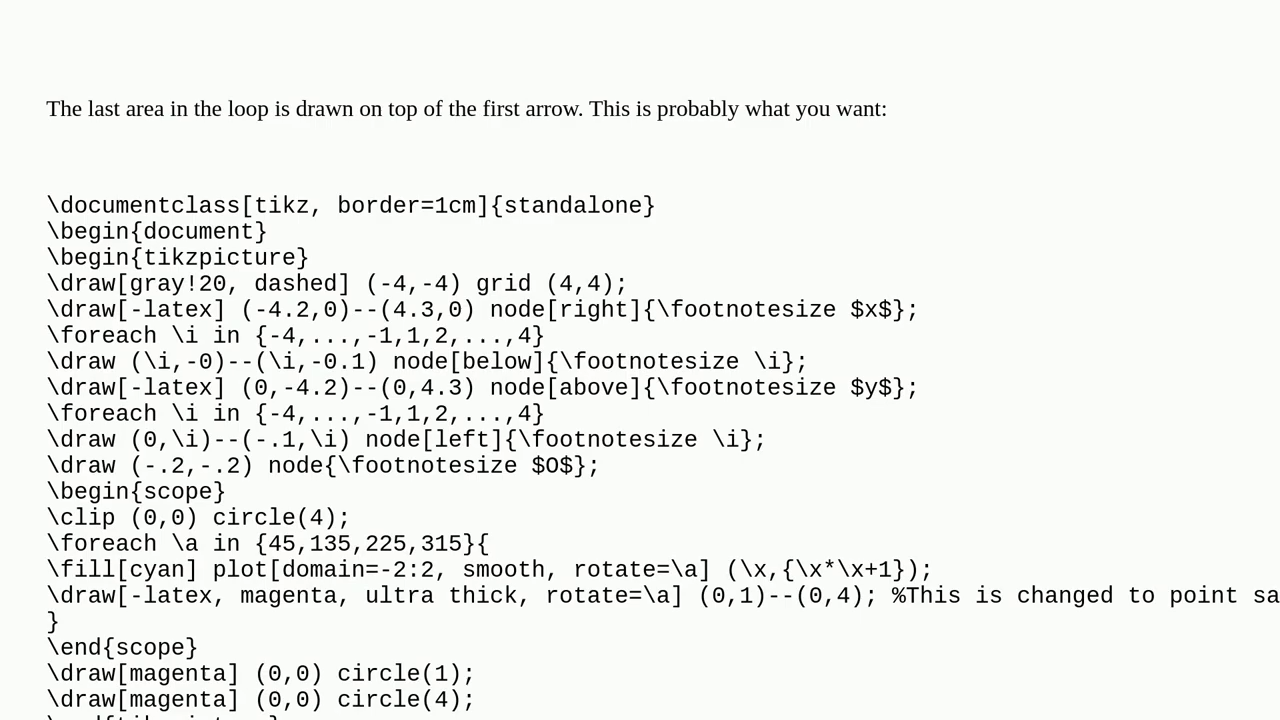 The last area in the loop is drawn on top of the first arrow. This is probably what you want:
\documentclass[tikz, border=1cm]{standalone}
\begin{document}
\begin{tikzpicture}
\draw[gray!20, dashed] (-4,-4) grid (4,4);
\draw[-latex] (-4.2,0)--(4.3,0) node[right]{\footnotesize $x$};
\foreach \i in {-4,...,-1,1,2,...,4}
\draw (\i,-0)--(\i,-0.1) node[below]{\footnotesize \i};
\draw[-latex] (0,-4.2)--(0,4.3) node[above]{\footnotesize $y$};
\foreach \i in {-4,...,-1,1,2,...,4}
\draw (0,\i)--(-.1,\i) node[left]{\footnotesize \i};
\draw (-.2,-.2) node{\footnotesize $O$};
\begin{scope}
\clip (0,0) circle(4);
\foreach \a in {45,135,225,315}{
\fill[cyan] plot[domain=-2:2, smooth, rotate=\a] (\x,{\x*\x+1});
\draw[-latex, magenta, ultra thick, rotate=\a] (0,1)--(0,4); %This is changed to point sa
}
\end{scope}
\draw[magenta] (0,0) circle(1);
\draw[magenta] (0,0) circle(4);